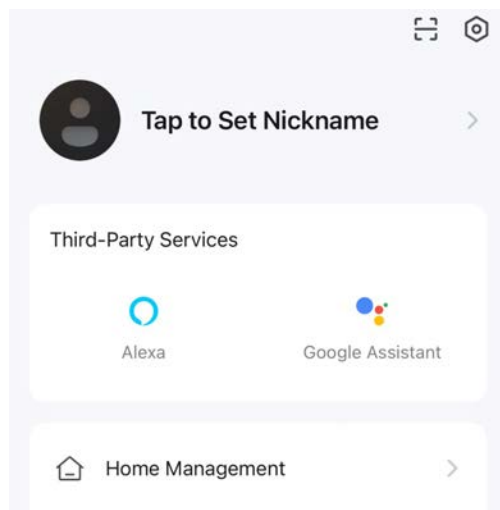 Tap to Set Nickname
Third-Party Services
Alexa
Google Assistant
Home Management